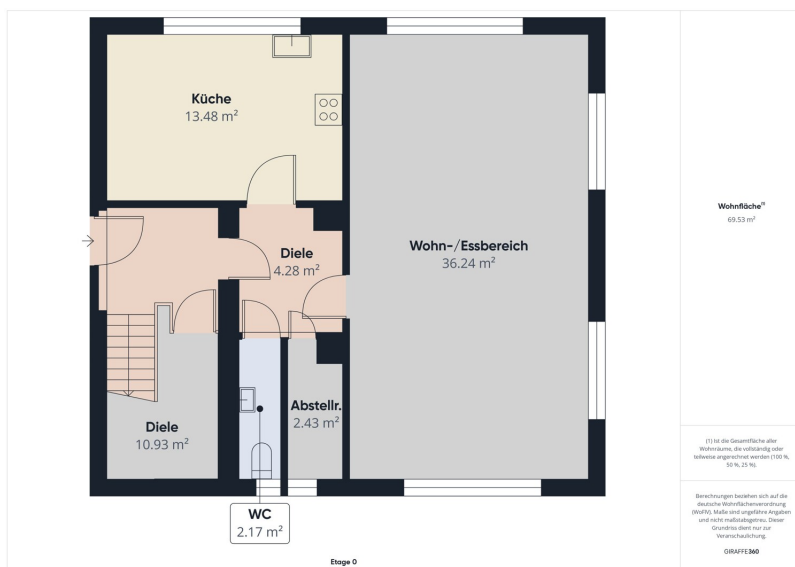 Küche
13.48 m²
Diele
4.28 m²
Wohn-/Essbereich
36.24 m²
Diele
10.93 m²
Abstellr.
2.43 m²
WC
2.17 m²
Etage 0
Wohnfläche⁽¹⁾
69.53 m²
(1) Ist die Gesamtfläche aller
Wohnräume, die vollständig oder
teilweise angerechnet werden (100 %,
50 %, 25 %).
Berechnungen beziehen sich auf die
deutsche Wohnflächenverordnung
(WoFlV). Maße sind ungefähre Angaben
und nicht maßstabsgetreu. Dieser
Grundriss dient nur zur
Veranschaulichung.
GIRAFFE360